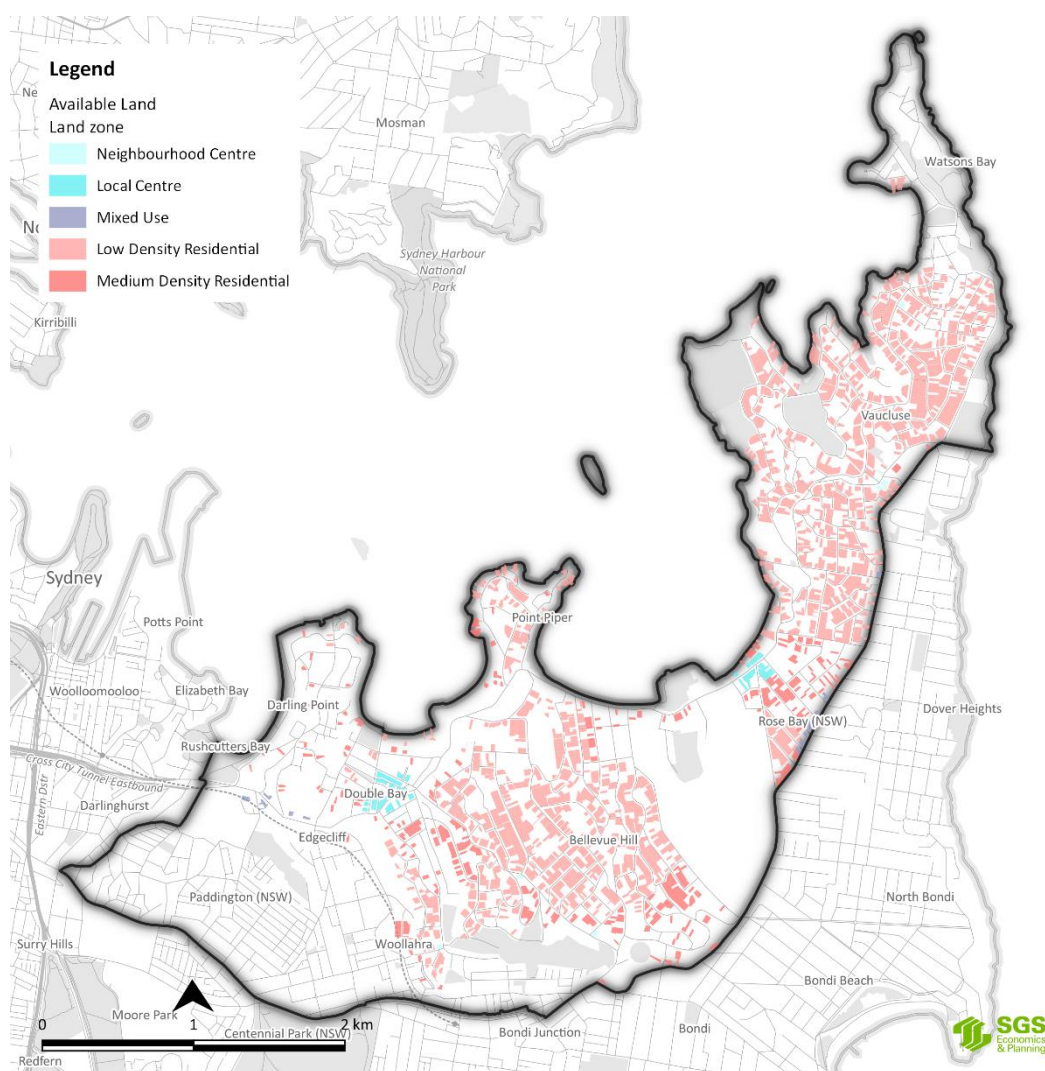 Legend
Available Land
Land zone
Neighbourhood Centre
Local Centre
Mixed Use
Low Density Residential
Medium Density Residential
Mosman
Watsons Bay
Sydney Harbour
National
Park
Kirribilli
Vaucluse
Sydney
Point Piper
Potts Point
Woolloomooloo
Elizabeth Bay
Darling Point
Rose Bay (NSW)
Dover Heights
Rushcutters Bay
Cross City Tunnel Eastbound
Eastern Dstr
Darlinghurst
Double Bay
Edgecliff
Bellevue Hill
Paddington (NSW)
North Bondi
Surry Hills
Woollahra
Bondi Beach
Moore Park
0
1
2 km
Centennial Park (NSW)
Bondi Junction
Bondi
Redfern
SGS
Economics
& Planning